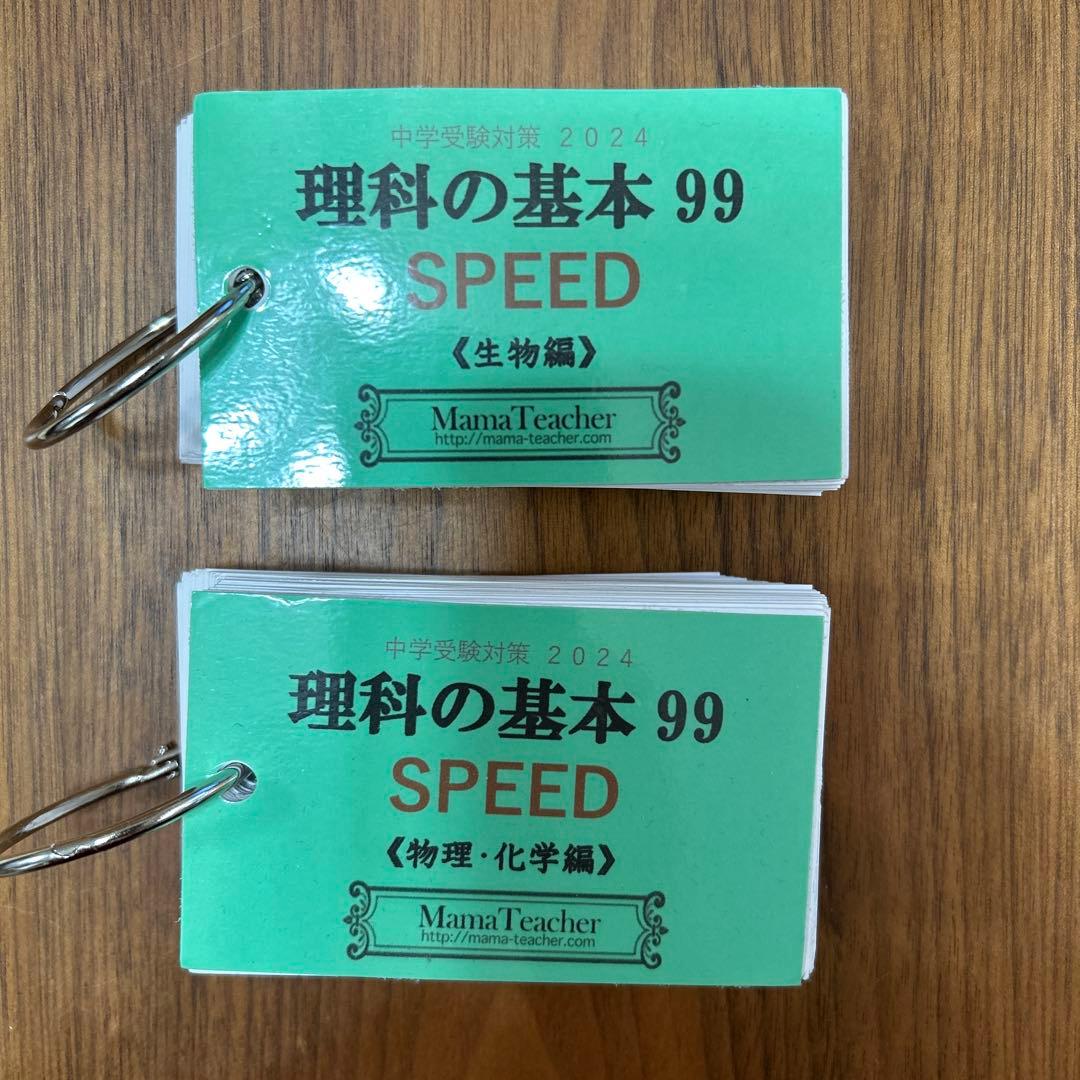 中学受験対策 2024
理科の基本 99
SPEED
《生物編》
MamaTeacher
http://mama-teacher.com
中学受験対策 2024
理科の基本 99
SPEED
《物理・化学編》
MamaTeacher
http://mama-teacher.com